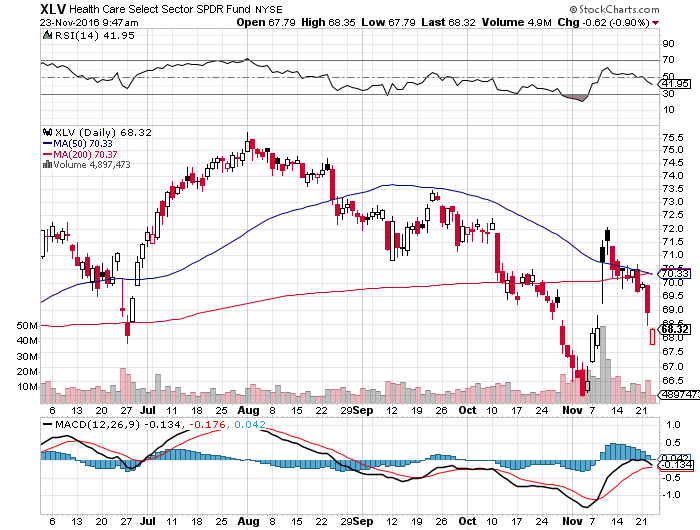 XLV Health Care Select Sector SPDR Fund NYSE © StockCharts.com
23-Nov-2016 9:47am Open 67.79 High 68.35 Low 67.79 Last 68.32 Volume 4.9M Chg -0.62 (-0.90%)
RSI(14) 41.95
90
70
50
41.95
30
10
XLV (Daily) 68.32
MA(50) 70.33
MA(200) 70.37
Volume 4,897,473
75.5
75.0
74.5
74.0
73.5
73.0
72.5
72.0
71.5
71.0
70.5
70.33
70.0
69.5
69.0
68.5
68.32
68.0
67.5
67.0
66.5
4897473
50M
40M
30M
20M
10M
6 13 20 27 Jul 11 18 25 Aug 8 15 22 29 Sep 12 19 26 Oct 10 17 24 Nov 7 14 21
MACD(12,26,9) -0.134, -0.176, 0.042
1.0
0.5
0.042
-0.134
-0.5
-1.0
6 13 20 27 Jul 11 18 25 Aug 8 15 22 29 Sep 12 19 26 Oct 10 17 24 Nov 7 14 21